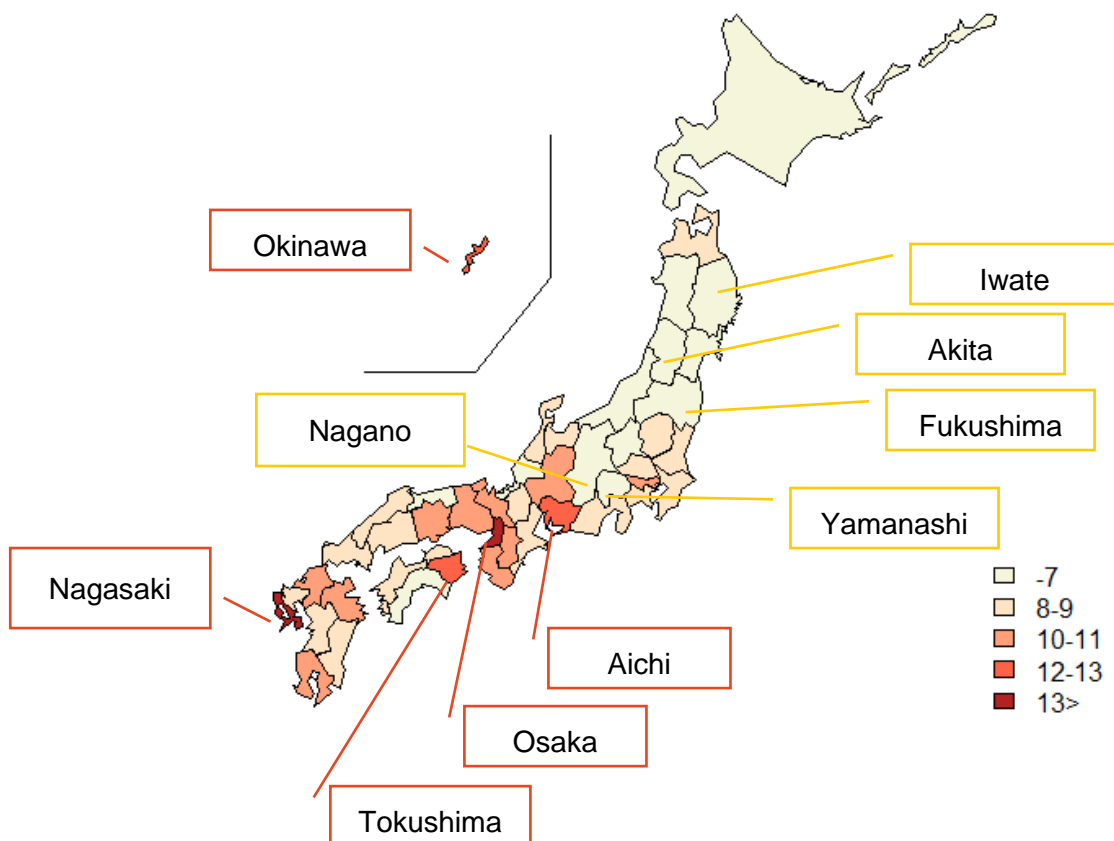 Okinawa
Iwate
Akita
Nagano
Fukushima
Yamanashi
Nagasaki
Aichi
Osaka
Tokushima
-7
8-9
10-11
12-13
13>